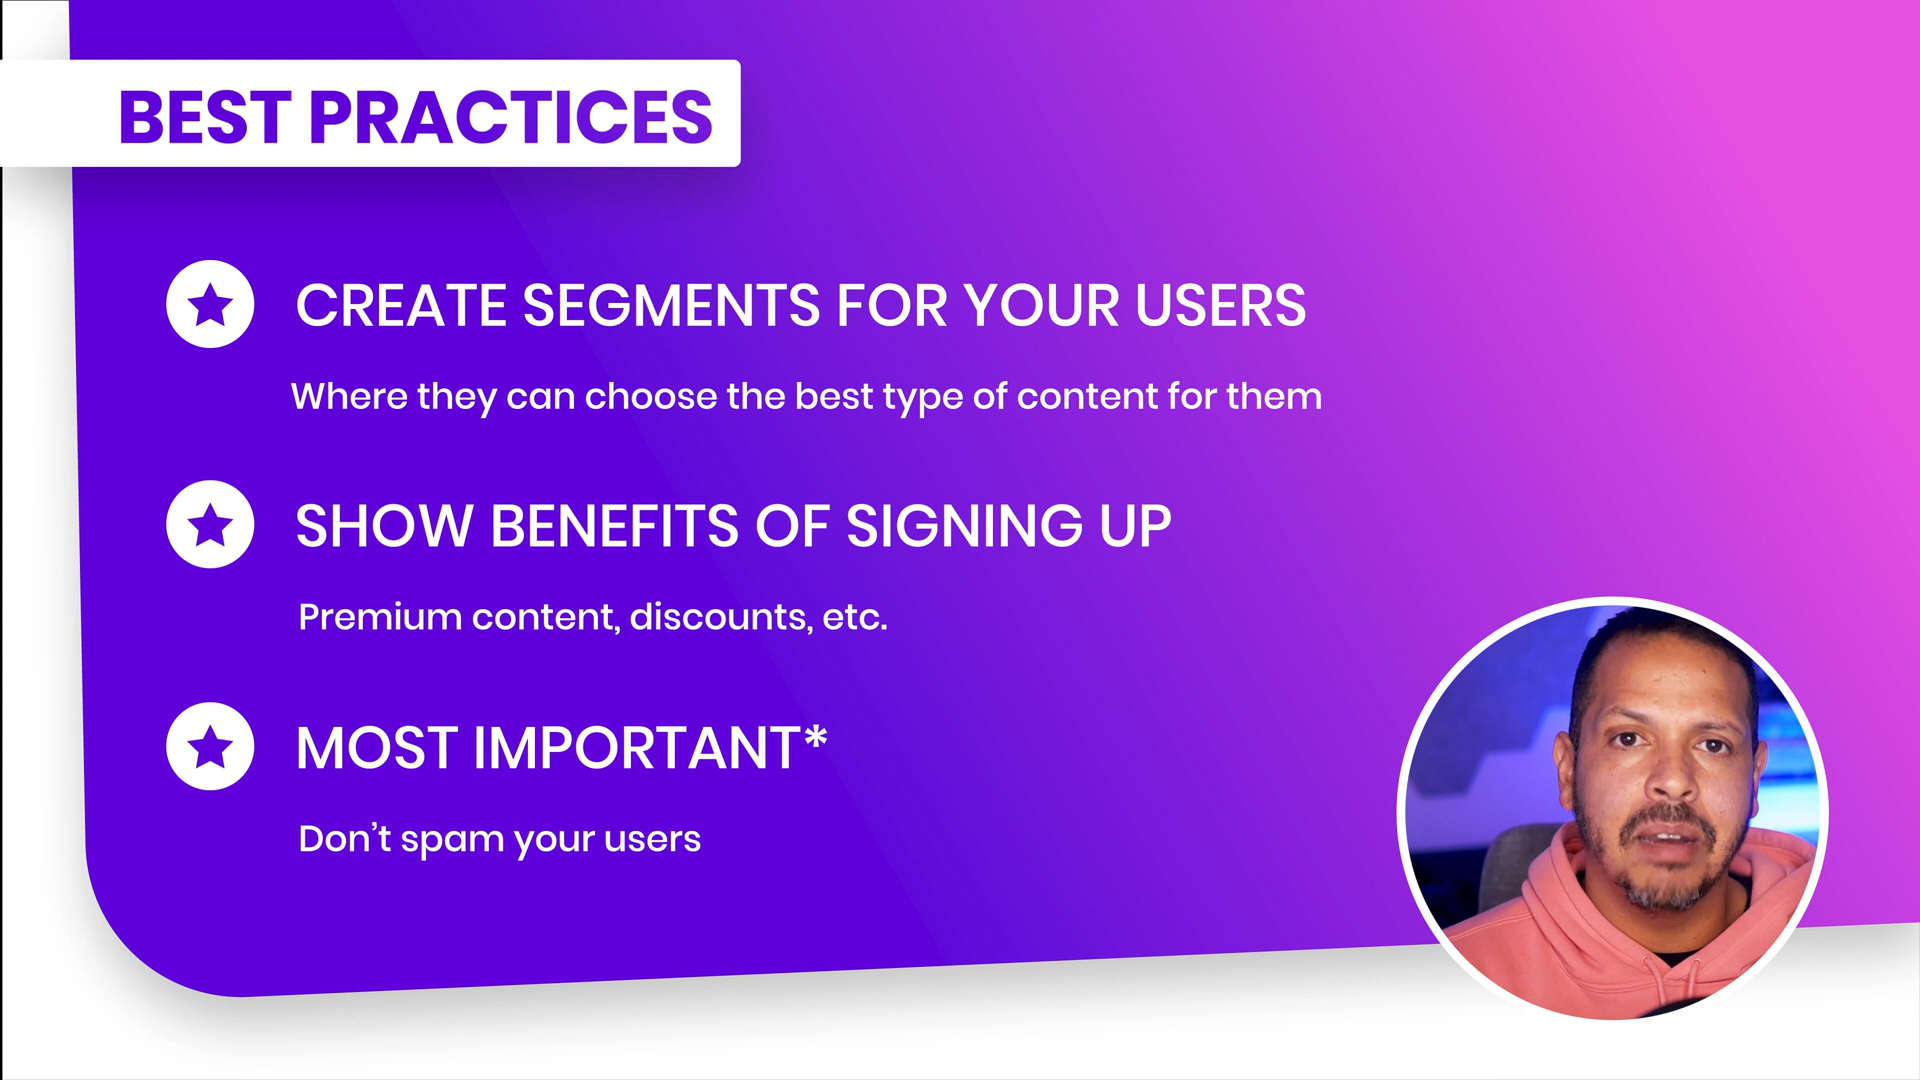 BEST PRACTICES
CREATE SEGMENTS FOR YOUR USERS
Where they can choose the best type of content for them
SHOW BENEFITS OF SIGNING UP
Premium content, discounts, etc.
MOST IMPORTANT*
Don’t spam your users